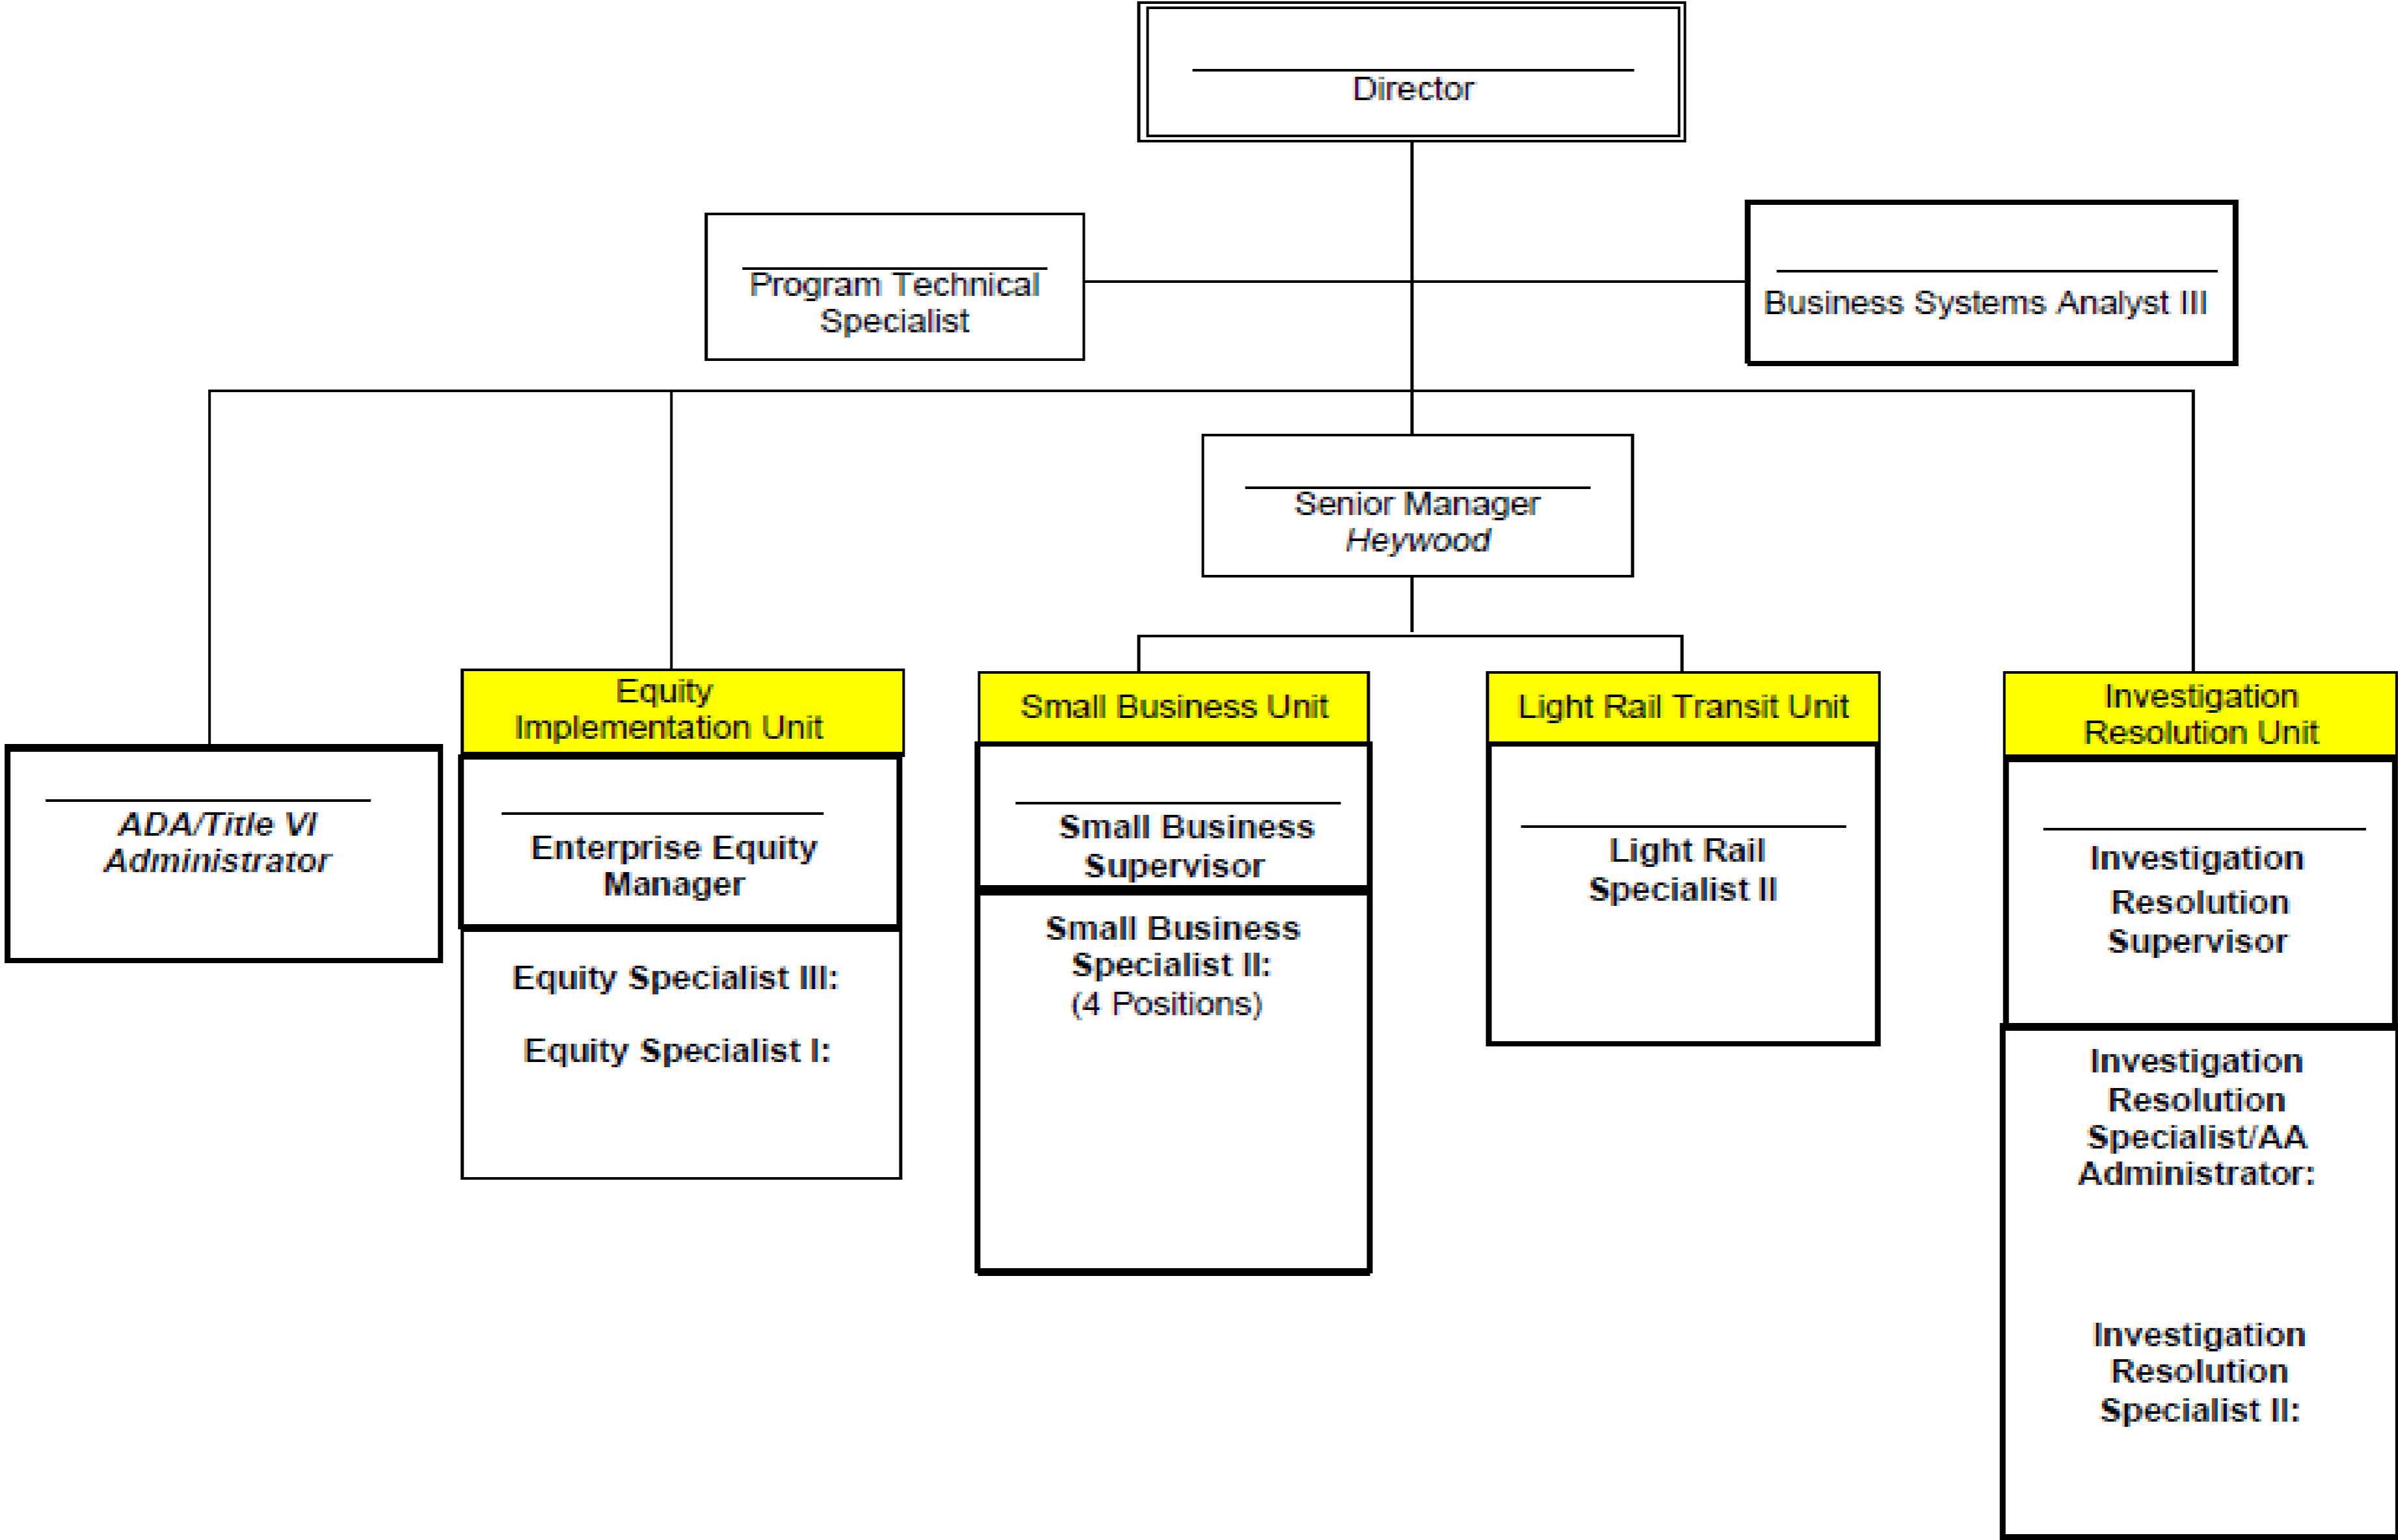 Director
Program Technical
Specialist
Business Systems Analyst III
Senior Manager
Heywood
ADA/Title VI
Administrator
Equity
Implementation Unit
Enterprise Equity
Manager
Equity Specialist III:
Equity Specialist I:
Small Business Unit
Small Business
Supervisor
Small Business
Specialist II:
(4 Positions)
Light Rail Transit Unit
Light Rail
Specialist II
Investigation
Resolution Unit
Investigation
Resolution
Supervisor
Investigation
Resolution
Specialist/AA
Administrator:
Investigation
Resolution
Specialist II: